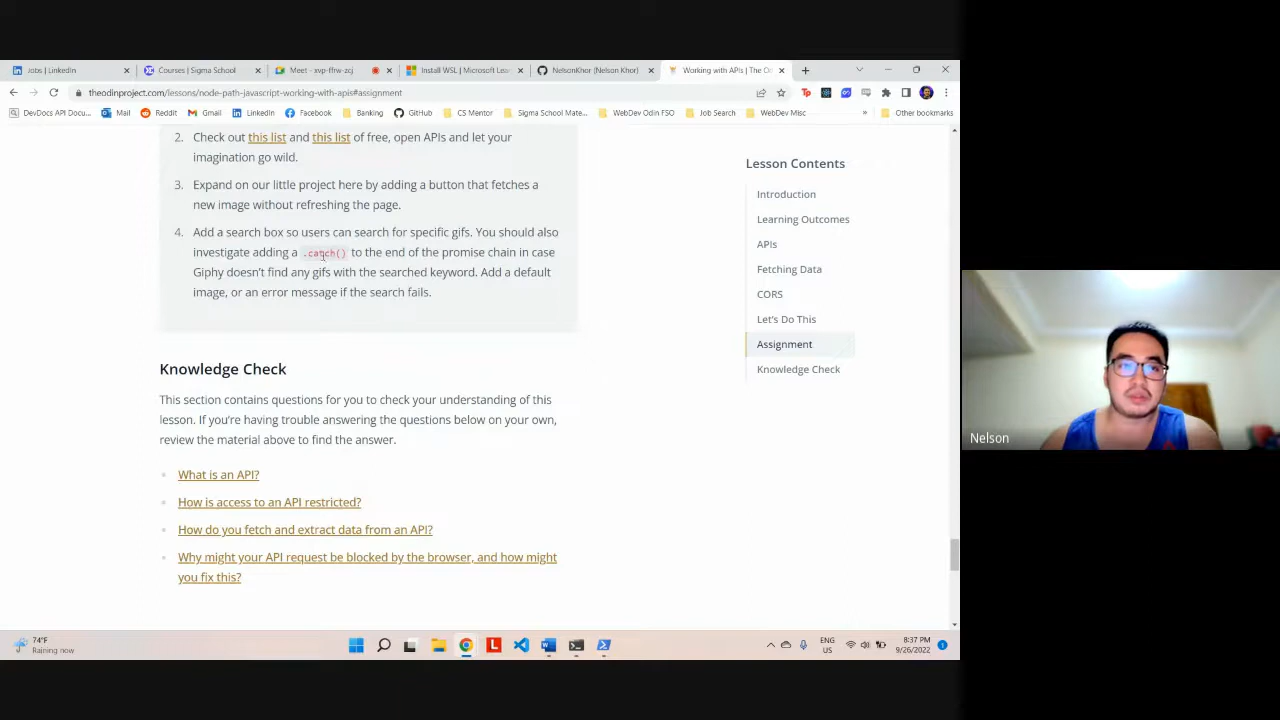 Jobs | LinkedIn
Courses | Sigma School
Meet - xvp-ffrw-zcj
Install WSL | Microsoft Lea
NelsonKhor (Nelson Khor)
Working with APIs | The O
theodinproject.com/lessons/node-path-javascript-working-with-apis#assignment
DevDocs API Docu...
Mail
Reddit
Gmail
LinkedIn
Facebook
Banking
GitHub
CS Mentor
Sigma School Mate...
WebDev Odin FSO
Job Search
WebDev Misc
»
Other bookmarks
2. Check out this list and this list of free, open APIs and let your
imagination go wild.
3. Expand on our little project here by adding a button that fetches a
new image without refreshing the page.
4. Add a search box so users can search for specific gifs. You should also
investigate adding a .catch() to the end of the promise chain in case
Giphy doesn't find any gifs with the searched keyword. Add a default
image, or an error message if the search fails.
Knowledge Check
This section contains questions for you to check your understanding of this
lesson. If you're having trouble answering the questions below on your own,
review the material above to find the answer.
What is an API?
How is access to an API restricted?
How do you fetch and extract data from an API?
Why might your API request be blocked by the browser, and how might
you fix this?
Lesson Contents
Introduction
Learning Outcomes
APIs
Fetching Data
CORS
Let's Do This
Assignment
Knowledge Check
Nelson
74°F
Raining now
ENG
US
8:37 PM
9/26/2022